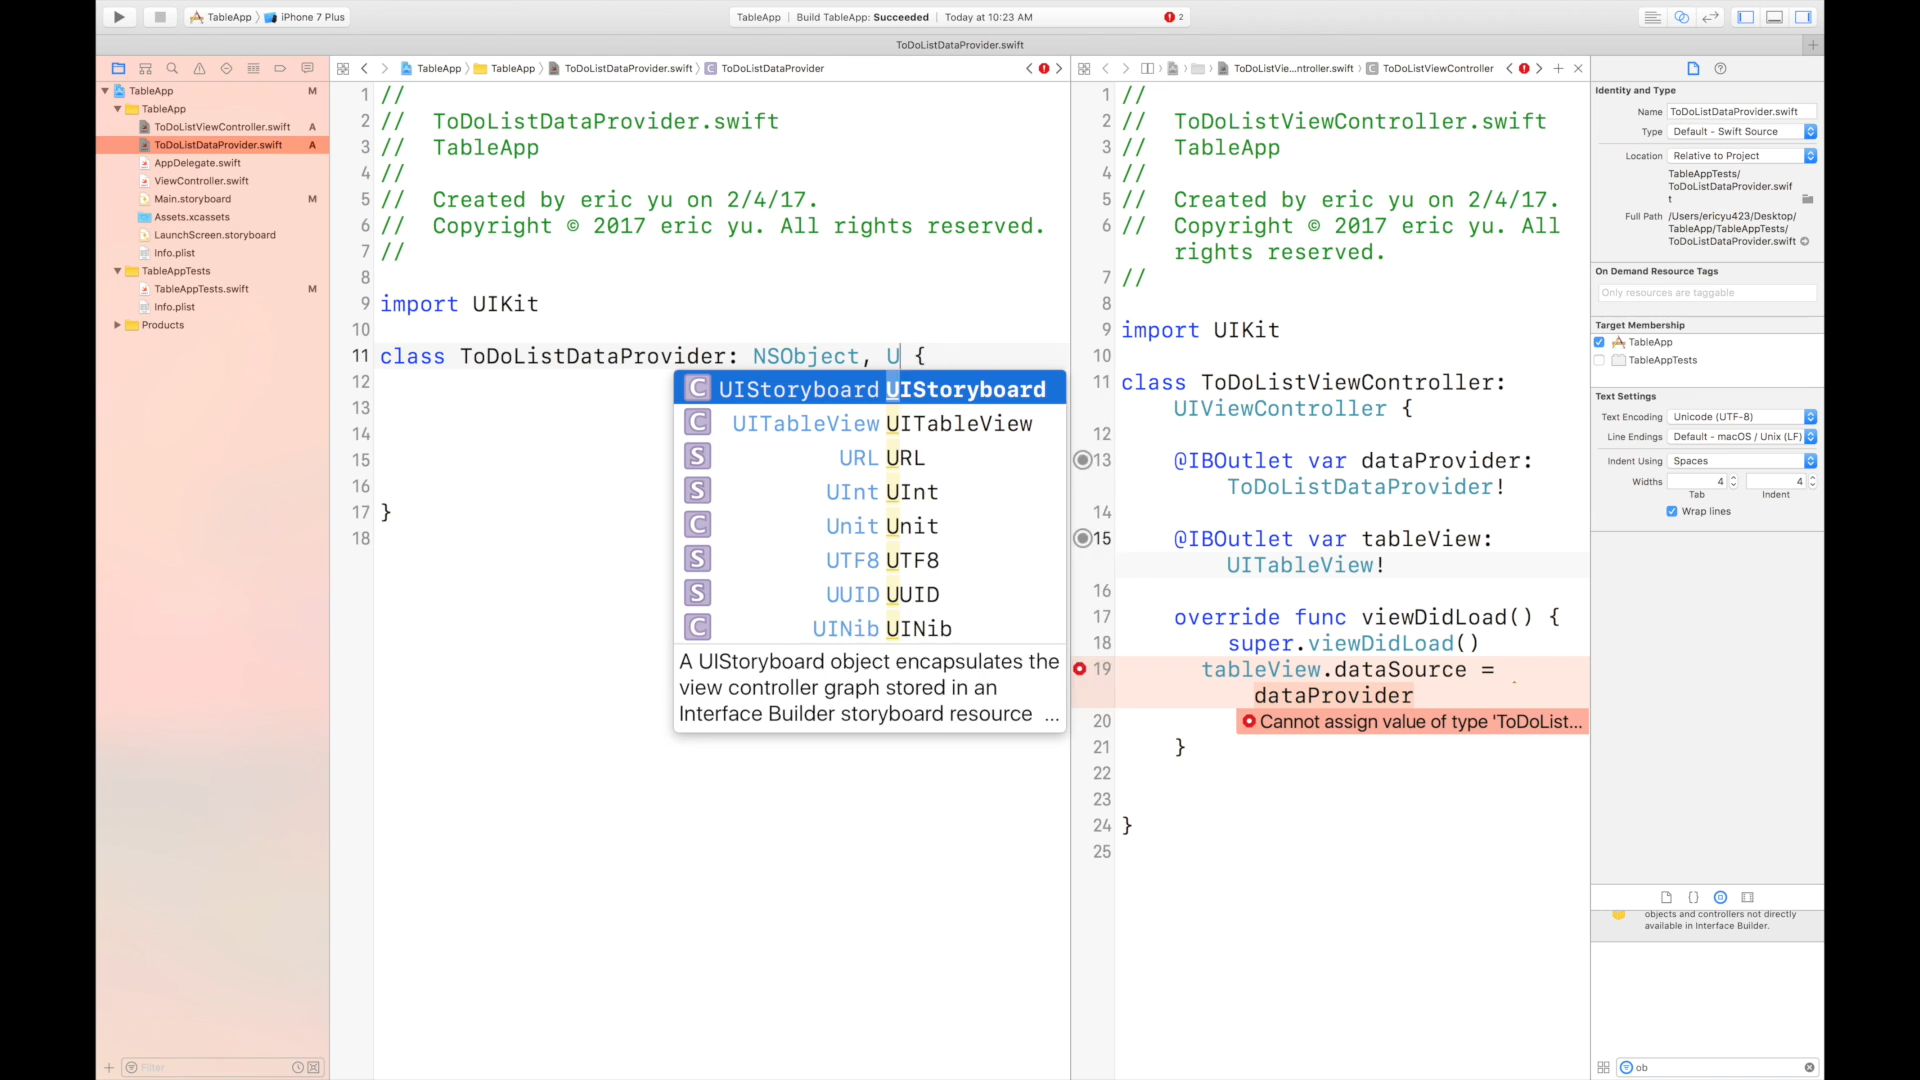 TableApp
iPhone 7 Plus
TableApp
Build TableApp: Succeeded
Today at 10:23 AM
2
ToDoListDataProvider.swift
TableApp
TableApp
ToDoListDataProvider.swift
ToDoListDataProvider
ToDoListVie...ntroller.swift
ToDoListViewController
TableApp M
TableApp
ToDoListViewController.swift A
ToDoListDataProvider.swift A
AppDelegate.swift
ViewController.swift
Main.storyboard M
Assets.xcassets
LaunchScreen.storyboard
Info.plist
TableAppTests
TableAppTests.swift M
Info.plist
Products
Filter
1 //
2 // ToDoListDataProvider.swift
3 // TableApp
4 //
5 // Created by eric yu on 2/4/17.
6 // Copyright © 2017 eric yu. All rights reserved.
7 //
8
9 import UIKit
10
11 class ToDoListDataProvider: NSObject, U {
12
13
14
15
16
17 }
18
C UIStoryboard UIStoryboard
C UITableView UITableView
S URL URL
S UInt UInt
C Unit Unit
S UTF8 UTF8
S UUID UUID
C UINib UINib
A UIStoryboard object encapsulates the
view controller graph stored in an
Interface Builder storyboard resource ...
1 //
2 // ToDoListViewController.swift
3 // TableApp
4 //
5 // Created by eric yu on 2/4/17.
6 // Copyright © 2017 eric yu. All
rights reserved.
7 //
8
9 import UIKit
10
11 class ToDoListViewController:
UIViewController {
12
13 @IBOutlet var dataProvider:
ToDoListDataProvider!
14
15 @IBOutlet var tableView:
UITableView!
16
17 override func viewDidLoad() {
18 super.viewDidLoad()
19 tableView.dataSource =
dataProvider
20 Cannot assign value of type 'ToDoList...
21 }
22
23
24 }
25
Identity and Type
Name ToDoListDataProvider.swift
Type Default - Swift Source
Location Relative to Project
TableAppTests/
ToDoListDataProvider.swif
t
Full Path /Users/ericyu423/Desktop/
TableApp/TableAppTests/
ToDoListDataProvider.swift
On Demand Resource Tags
Only resources are taggable
Target Membership
TableApp
TableAppTests
Text Settings
Text Encoding Unicode (UTF-8)
Line Endings Default - macOS / Unix (LF)
Indent Using Spaces
Widths 4 4
Tab Indent
Wrap lines
objects and controllers not directly
available in Interface Builder.
ob